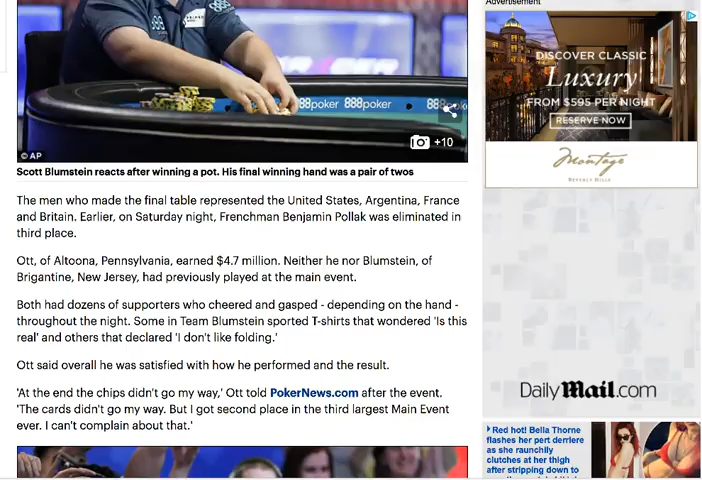 Advertisement
888
888poker 888poker 888pok
+10
© AP
Scott Blumstein reacts after winning a pot. His final winning hand was a pair of twos
The men who made the final table represented the United States, Argentina, France
and Britain. Earlier, on Saturday night, Frenchman Benjamin Pollak was eliminated in
third place.
Ott, of Altoona, Pennsylvania, earned $4.7 million. Neither he nor Blumstein, of
Brigantine, New Jersey, had previously played at the main event.
Both had dozens of supporters who cheered and gasped - depending on the hand -
throughout the night. Some in Team Blumstein sported T-shirts that wondered 'Is this
real' and others that declared 'I don't like folding.'
Ott said overall he was satisfied with how he performed and the result.
'At the end the chips didn't go my way,' Ott told PokerNews.com after the event.
'The cards didn't go my way. But I got second place in the third largest Main Event
ever. I can't complain about that.'
DISCOVER CLASSIC
Luxury
FROM $595 PER NIGHT
RESERVE NOW
Montage
BEVERLY HILLS
Daily Mail.com
Red hot! Bella Thorne
flashes her pert derriere
as she raunchily
clutches at her thigh
after stripping down to